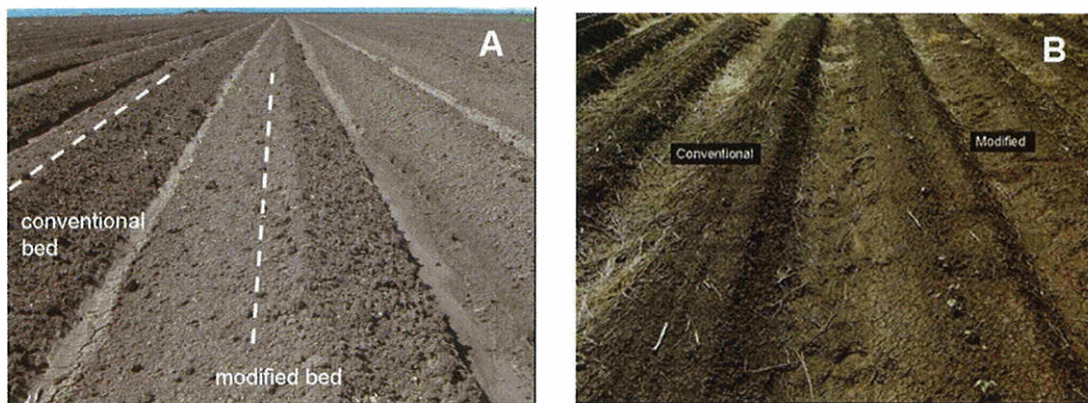 A
conventional
bed
modified bed
B
Conventional
Modified